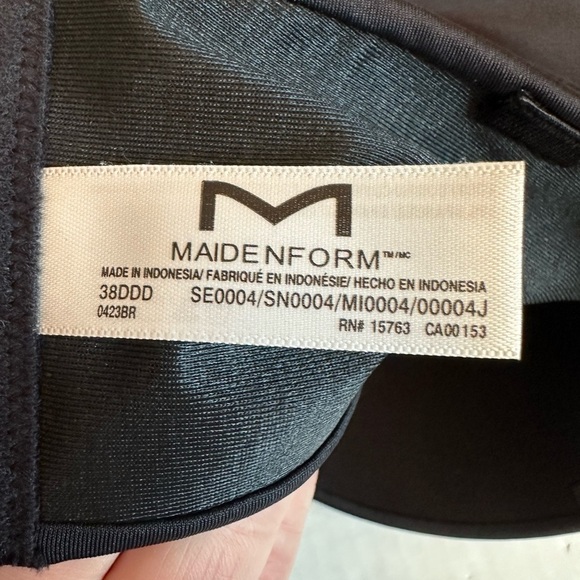 MAIDENFORM™/MC
MADE IN INDONESIA/ FABRIQUÉ EN INDONÉSIE/ HECHO EN INDONESIA
38DDD SE0004/SN0004/MI0004/00004J
0423BR RN# 15763 CA00153